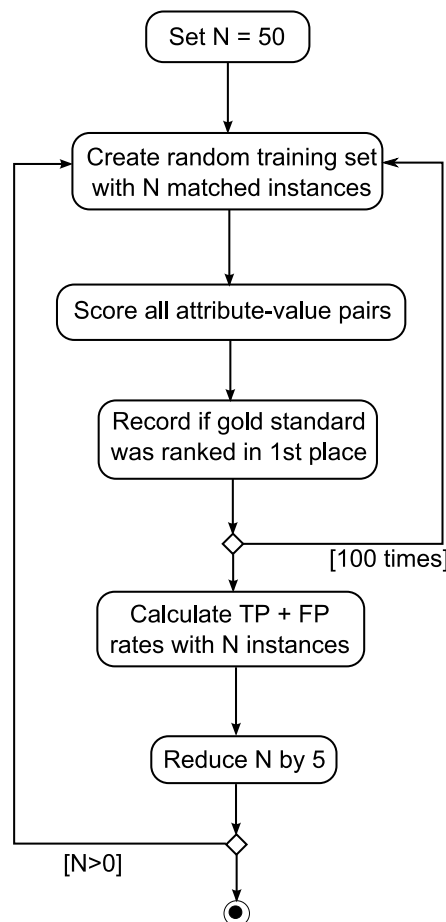 Set N = 50
Create random training set
with N matched instances
Score all attribute-value pairs
Record if gold standard
was ranked in 1st place
[100 times]
Calculate TP + FP
rates with N instances
Reduce N by 5
[N>0]